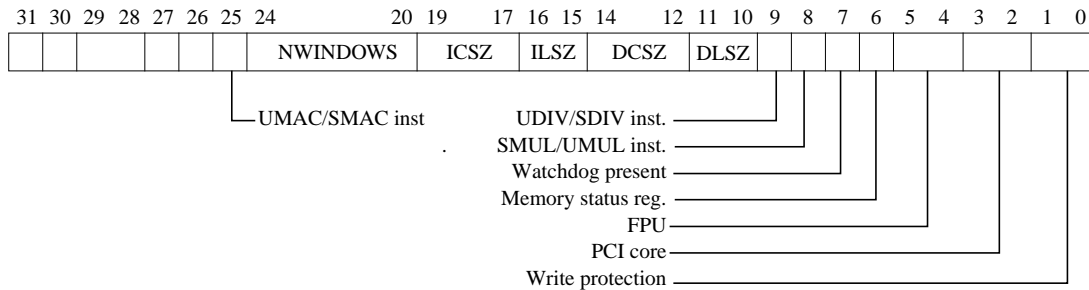 31 30 29 28 27 26 25 24 20 19 17 16 15 14 12 11 10 9 8 7 6 5 4 3 2 1 0
NWINDOWS ICSZ ILSZ DCSZ DLSZ
UMAC/SMAC inst UDIV/SDIV inst.
. SMUL/UMUL inst.
Watchdog present
Memory status reg.
FPU
PCI core
Write protection